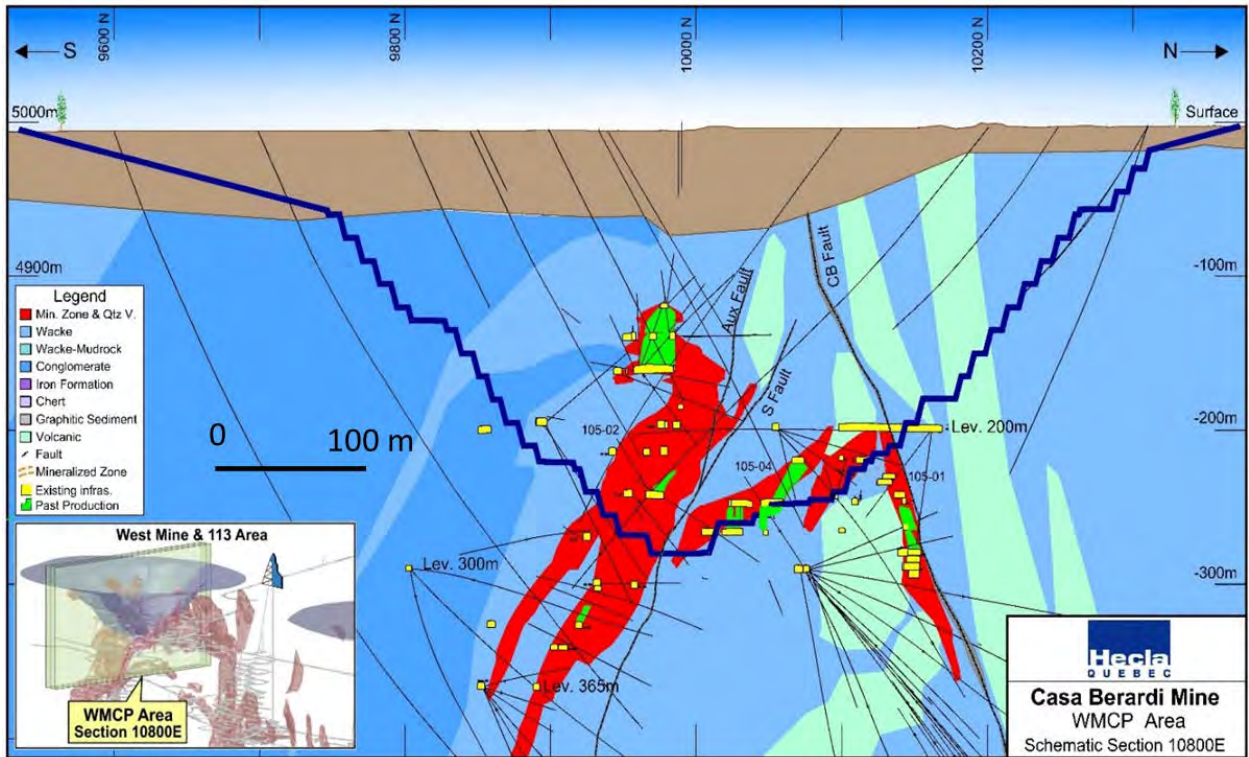 9600 N
9800 N
10000 N
10200 N
S
N
5000m
Surface
4900m
-100m
Aux Fault
CB Fault
S Fault
Legend
Min. Zone & Qtz V.
Wacke
Wacke-Mudrock
Conglomerate
Iron Formation
Chert
Graphitic Sediment
Volcanic
Fault
Mineralized Zone
Existing infras.
Past Production
0 100 m
105-02
Lev. 200m
-200m
105-04
105-01
Lev. 300m
-300m
Lev. 365m
West Mine & 113 Area
WMCP Area
Section 10800E
Hecla
QUEBEC
Casa Berardi Mine
WMCP Area
Schematic Section 10800E